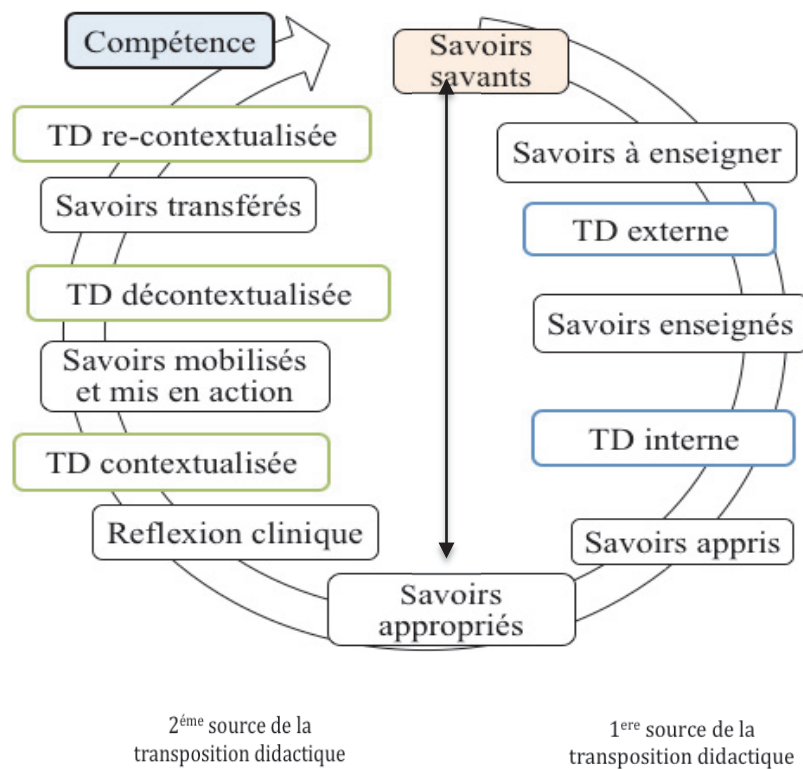 Compétence
Savoirs
savants
TD re-contextualisée
Savoirs à enseigner
Savoirs transférés
TD externe
TD décontextualisée
Savoirs enseignés
Savoirs mobilisés
et mis en action
TD interne
TD contextualisée
Reflexion clinique
Savoirs appris
Savoirs
appropriés
2éme source de la
transposition didactique
1ere source de la
transposition didactique